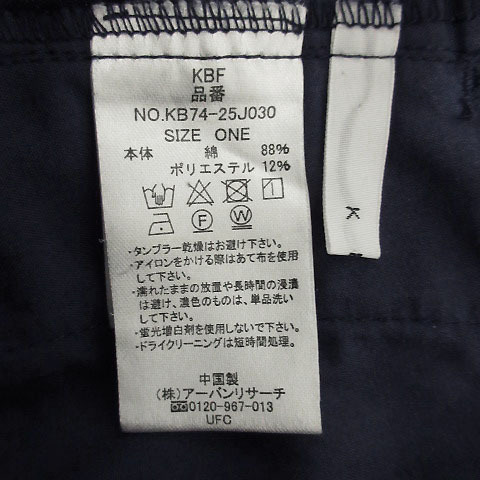 KBF
品番
NO.KB74-25J030
SIZE ONE
本体 綿 88%
ポリエステル 12%
F W
・タンブラー乾燥はお避け下さい。
・アイロンをかける際はあて布を使用
して下さい。
・濡れたままの放置や長時間の浸漬
は避け、濃色のものは、単品洗い
して下さい。
・蛍光増白剤を使用しないで下さい。
・ドライクリーニングは短時間処理。
中国製
(株)アーバンリサーチ
0120-967-013
UFC
K